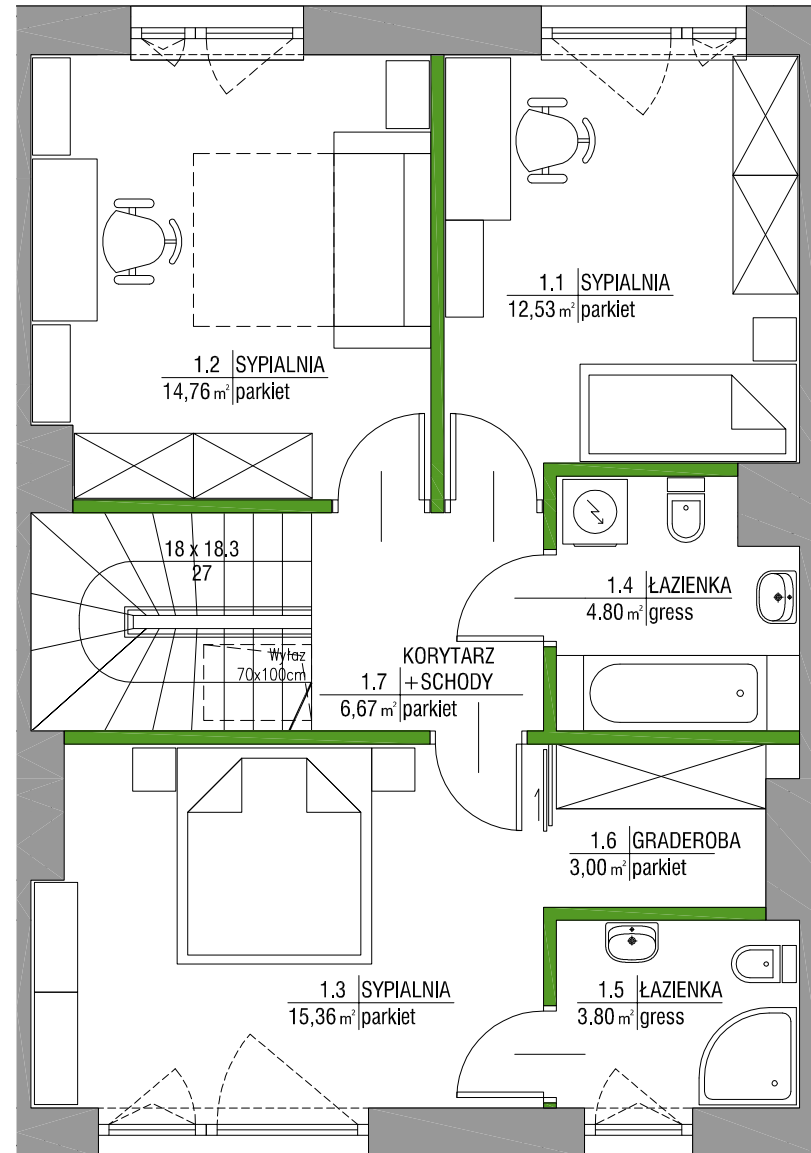 1.1 SYPIALNIA
12,53 m² parkiet
1.2 SYPIALNIA
14,76 m² parkiet
18 x 18.3
27
1.4 ŁAZIENKA
4.80 m² gress
Wyłaz
70x100cm
KORYTARZ
1.7 +SCHODY
6,67 m² parkiet
1.6 GRADEROBA
3,00 m² parkiet
1.3 SYPIALNIA
15,36 m² parkiet
1.5 ŁAZIENKA
3.80 m² gress